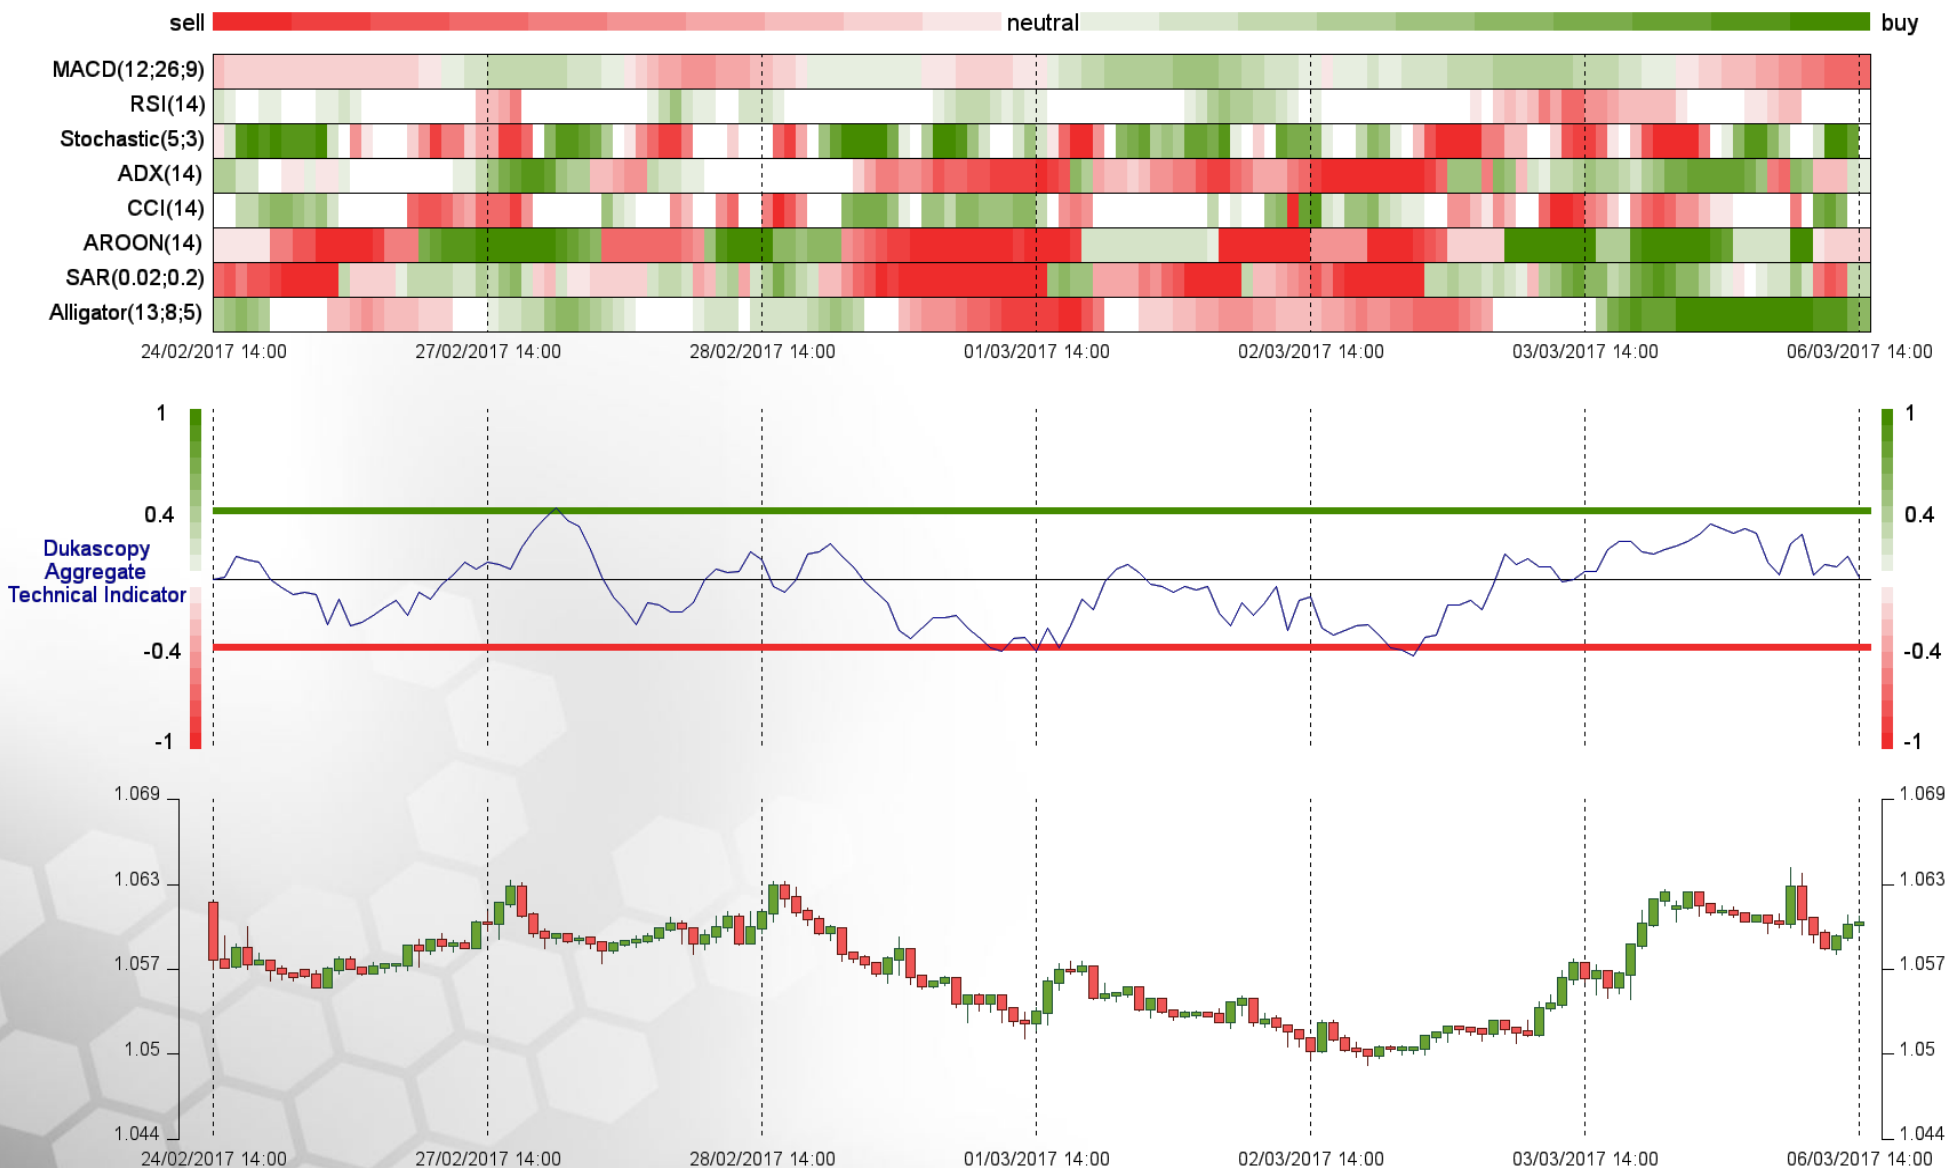 sell neutral buy
MACD(12;26;9)
RSI(14)
Stochastic(5;3)
ADX(14)
CCI(14)
AROON(14)
SAR(0.02;0.2)
Alligator(13;8;5)
24/02/2017 14:00 27/02/2017 14:00 28/02/2017 14:00 01/03/2017 14:00 02/03/2017 14:00 03/03/2017 14:00 06/03/2017 14:00
1 1
0.4 0.4
Dukascopy
Aggregate
Technical Indicator
-0.4 -0.4
-1 -1
1.069 1.069
1.063 1.063
1.057 1.057
1.05 1.05
1.044 1.044
24/02/2017 14:00 27/02/2017 14:00 28/02/2017 14:00 01/03/2017 14:00 02/03/2017 14:00 03/03/2017 14:00 06/03/2017 14:00